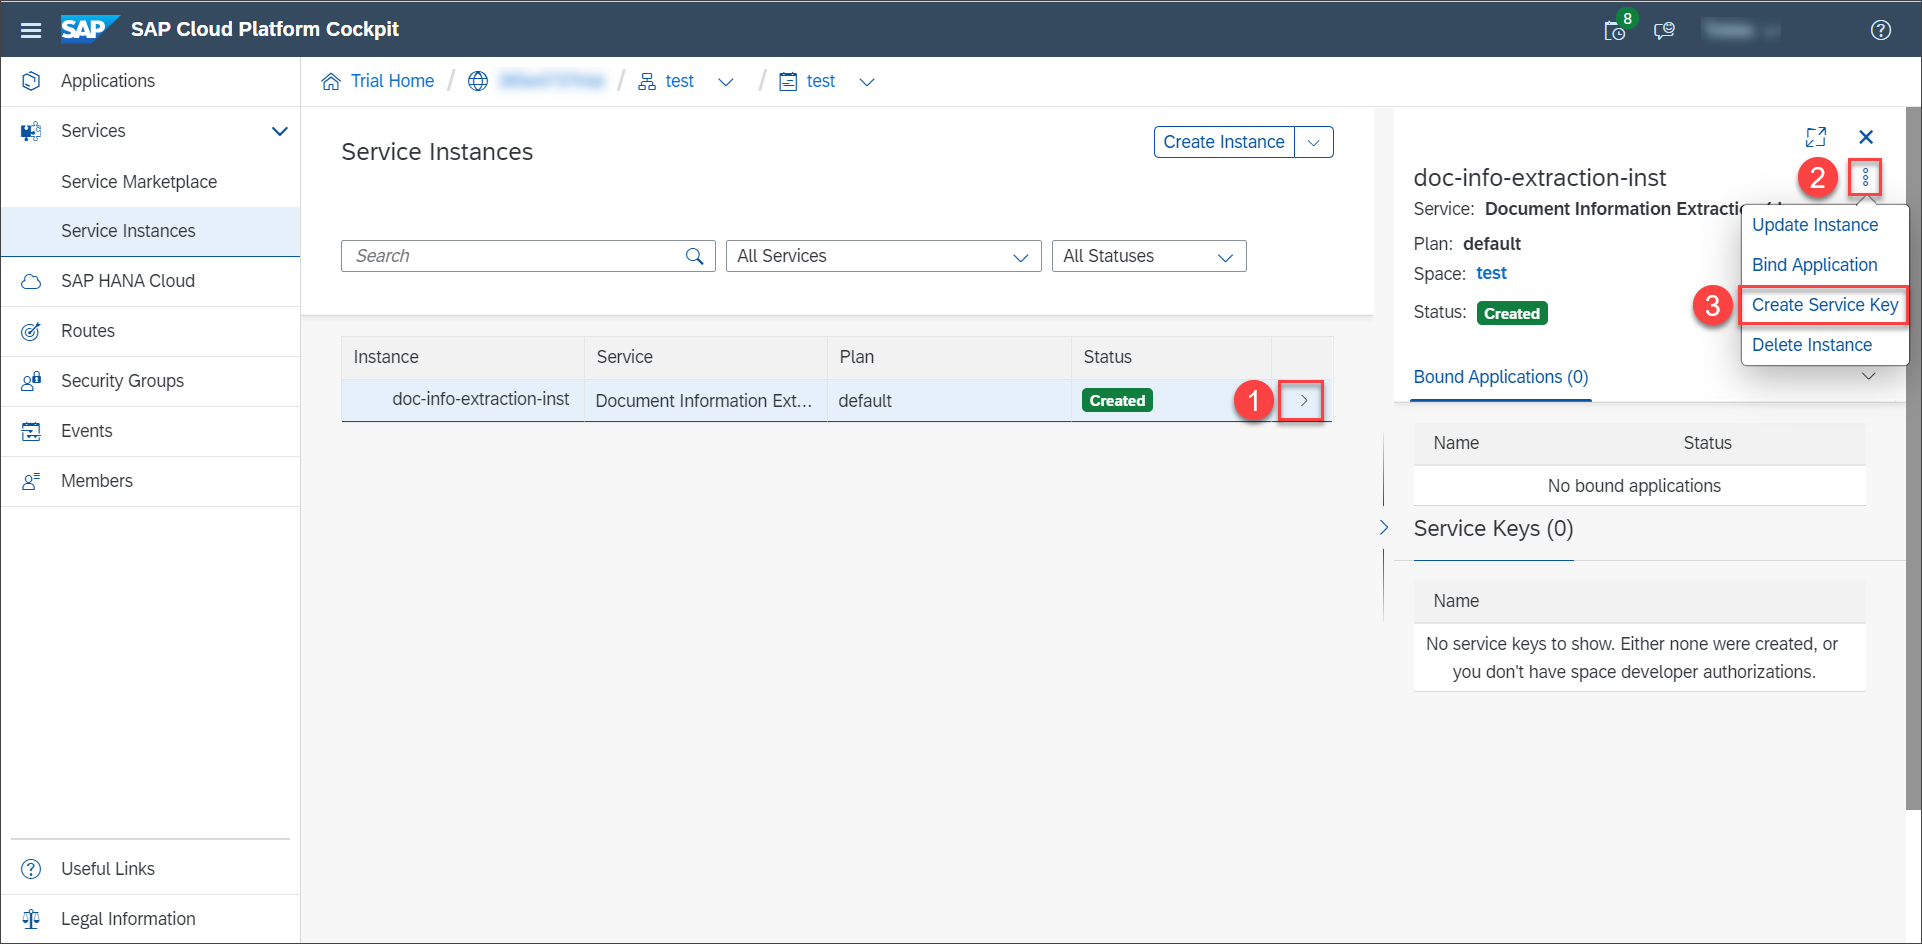 SAP SAP Cloud Platform Cockpit
8
Applications
Services
Service Marketplace
Service Instances
SAP HANA Cloud
Routes
Security Groups
Events
Members
Useful Links
Legal Information
Trial Home / / test / test
Service Instances
Create Instance
Search
All Services
All Statuses
Instance Service Plan Status
doc-info-extraction-inst Document Information Ext... default Created
1
doc-info-extraction-inst
2
Service: Document Information Extractio
Plan: default
Space: test
Status: Created
Update Instance
Bind Application
3
Create Service Key
Delete Instance
Bound Applications (0)
Name Status
No bound applications
Service Keys (0)
Name
No service keys to show. Either none were created, or
you don't have space developer authorizations.